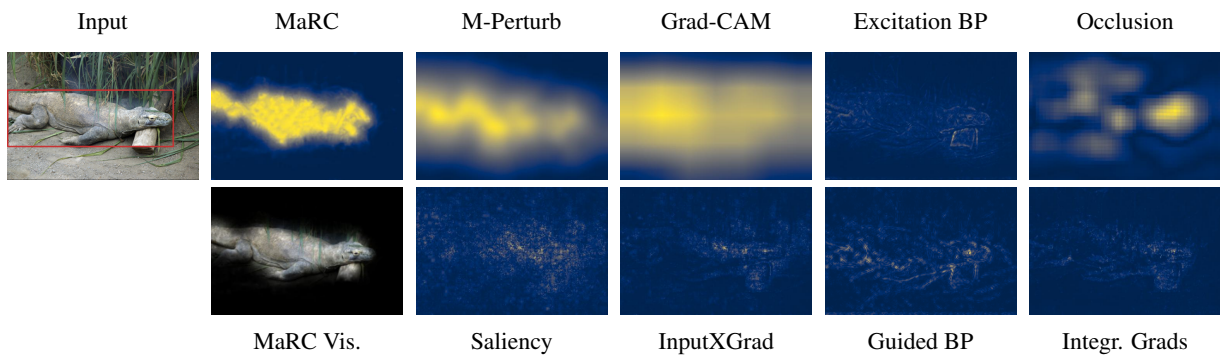 Input MaRC M-Perturb Grad-CAM Excitation BP Occlusion
MaRC Vis. Saliency InputXGrad Guided BP Integr. Grads